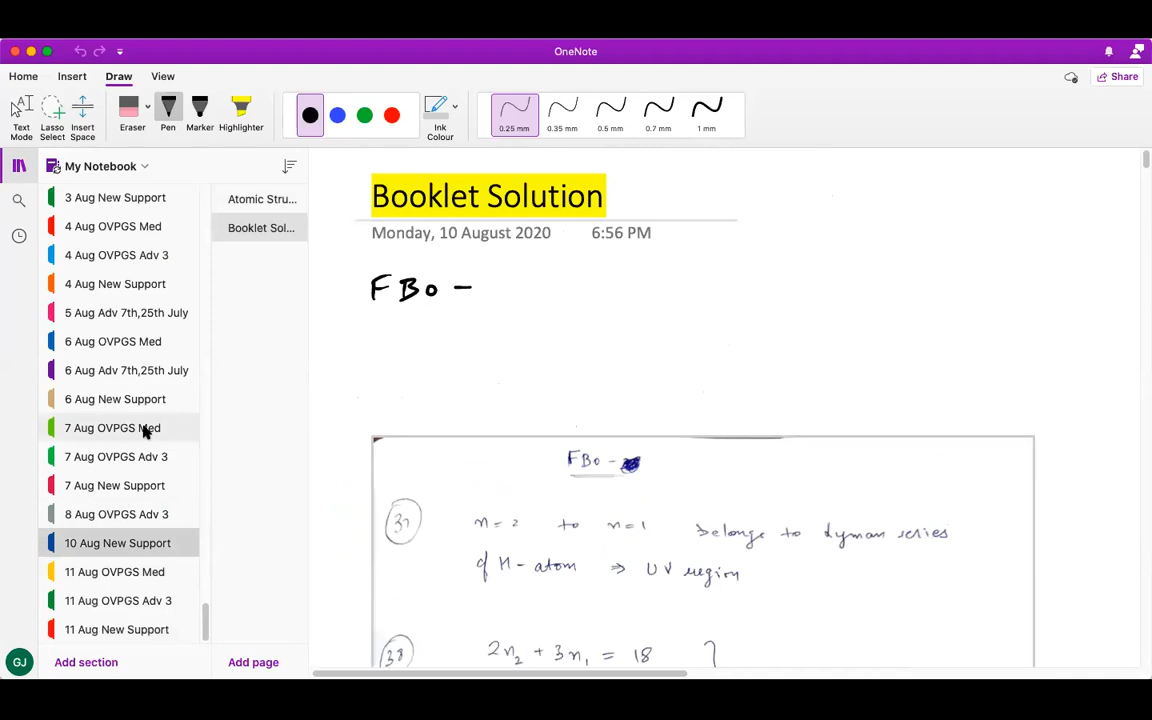 OneNote
Home Insert Draw View
Share
Text Mode
Lasso Select
Insert Space
Eraser
Pen
Marker
Highlighter
Ink Colour
0.25 mm
0.35 mm
0.5 mm
0.7 mm
1 mm
My Notebook
3 Aug New Support
4 Aug OVPGS Med
4 Aug OVPGS Adv 3
4 Aug New Support
5 Aug Adv 7th,25th July
6 Aug OVPGS Med
6 Aug Adv 7th,25th July
6 Aug New Support
7 Aug OVPGS Med
7 Aug OVPGS Adv 3
7 Aug New Support
8 Aug OVPGS Adv 3
10 Aug New Support
11 Aug OVPGS Med
11 Aug OVPGS Adv 3
11 Aug New Support
GJ
Add section
Atomic Stru...
Booklet Sol...
Add page
Booklet Solution
Monday, 10 August 2020 6:56 PM
FBo -
FBo -
37 n = 2 to n = 1 belongs to Lyman series
of H-atom ⇒ UV region
38 2n₂ + 3n₁ = 18